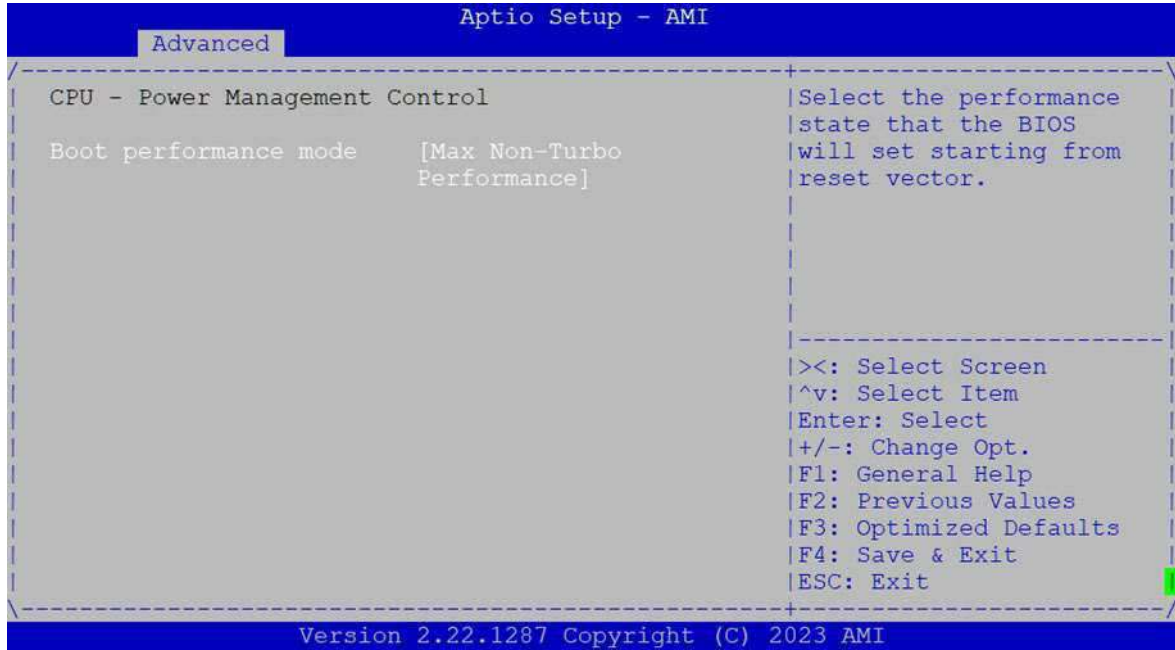 Aptio Setup - AMI
Advanced
CPU - Power Management Control
Boot performance mode [Max Non-Turbo
Performance]
Select the performance
state that the BIOS
will set starting from
reset vector.
><: Select Screen
^v: Select Item
Enter: Select
+/-: Change Opt.
F1: General Help
F2: Previous Values
F3: Optimized Defaults
F4: Save & Exit
ESC: Exit
Version 2.22.1287 Copyright (C) 2023 AMI